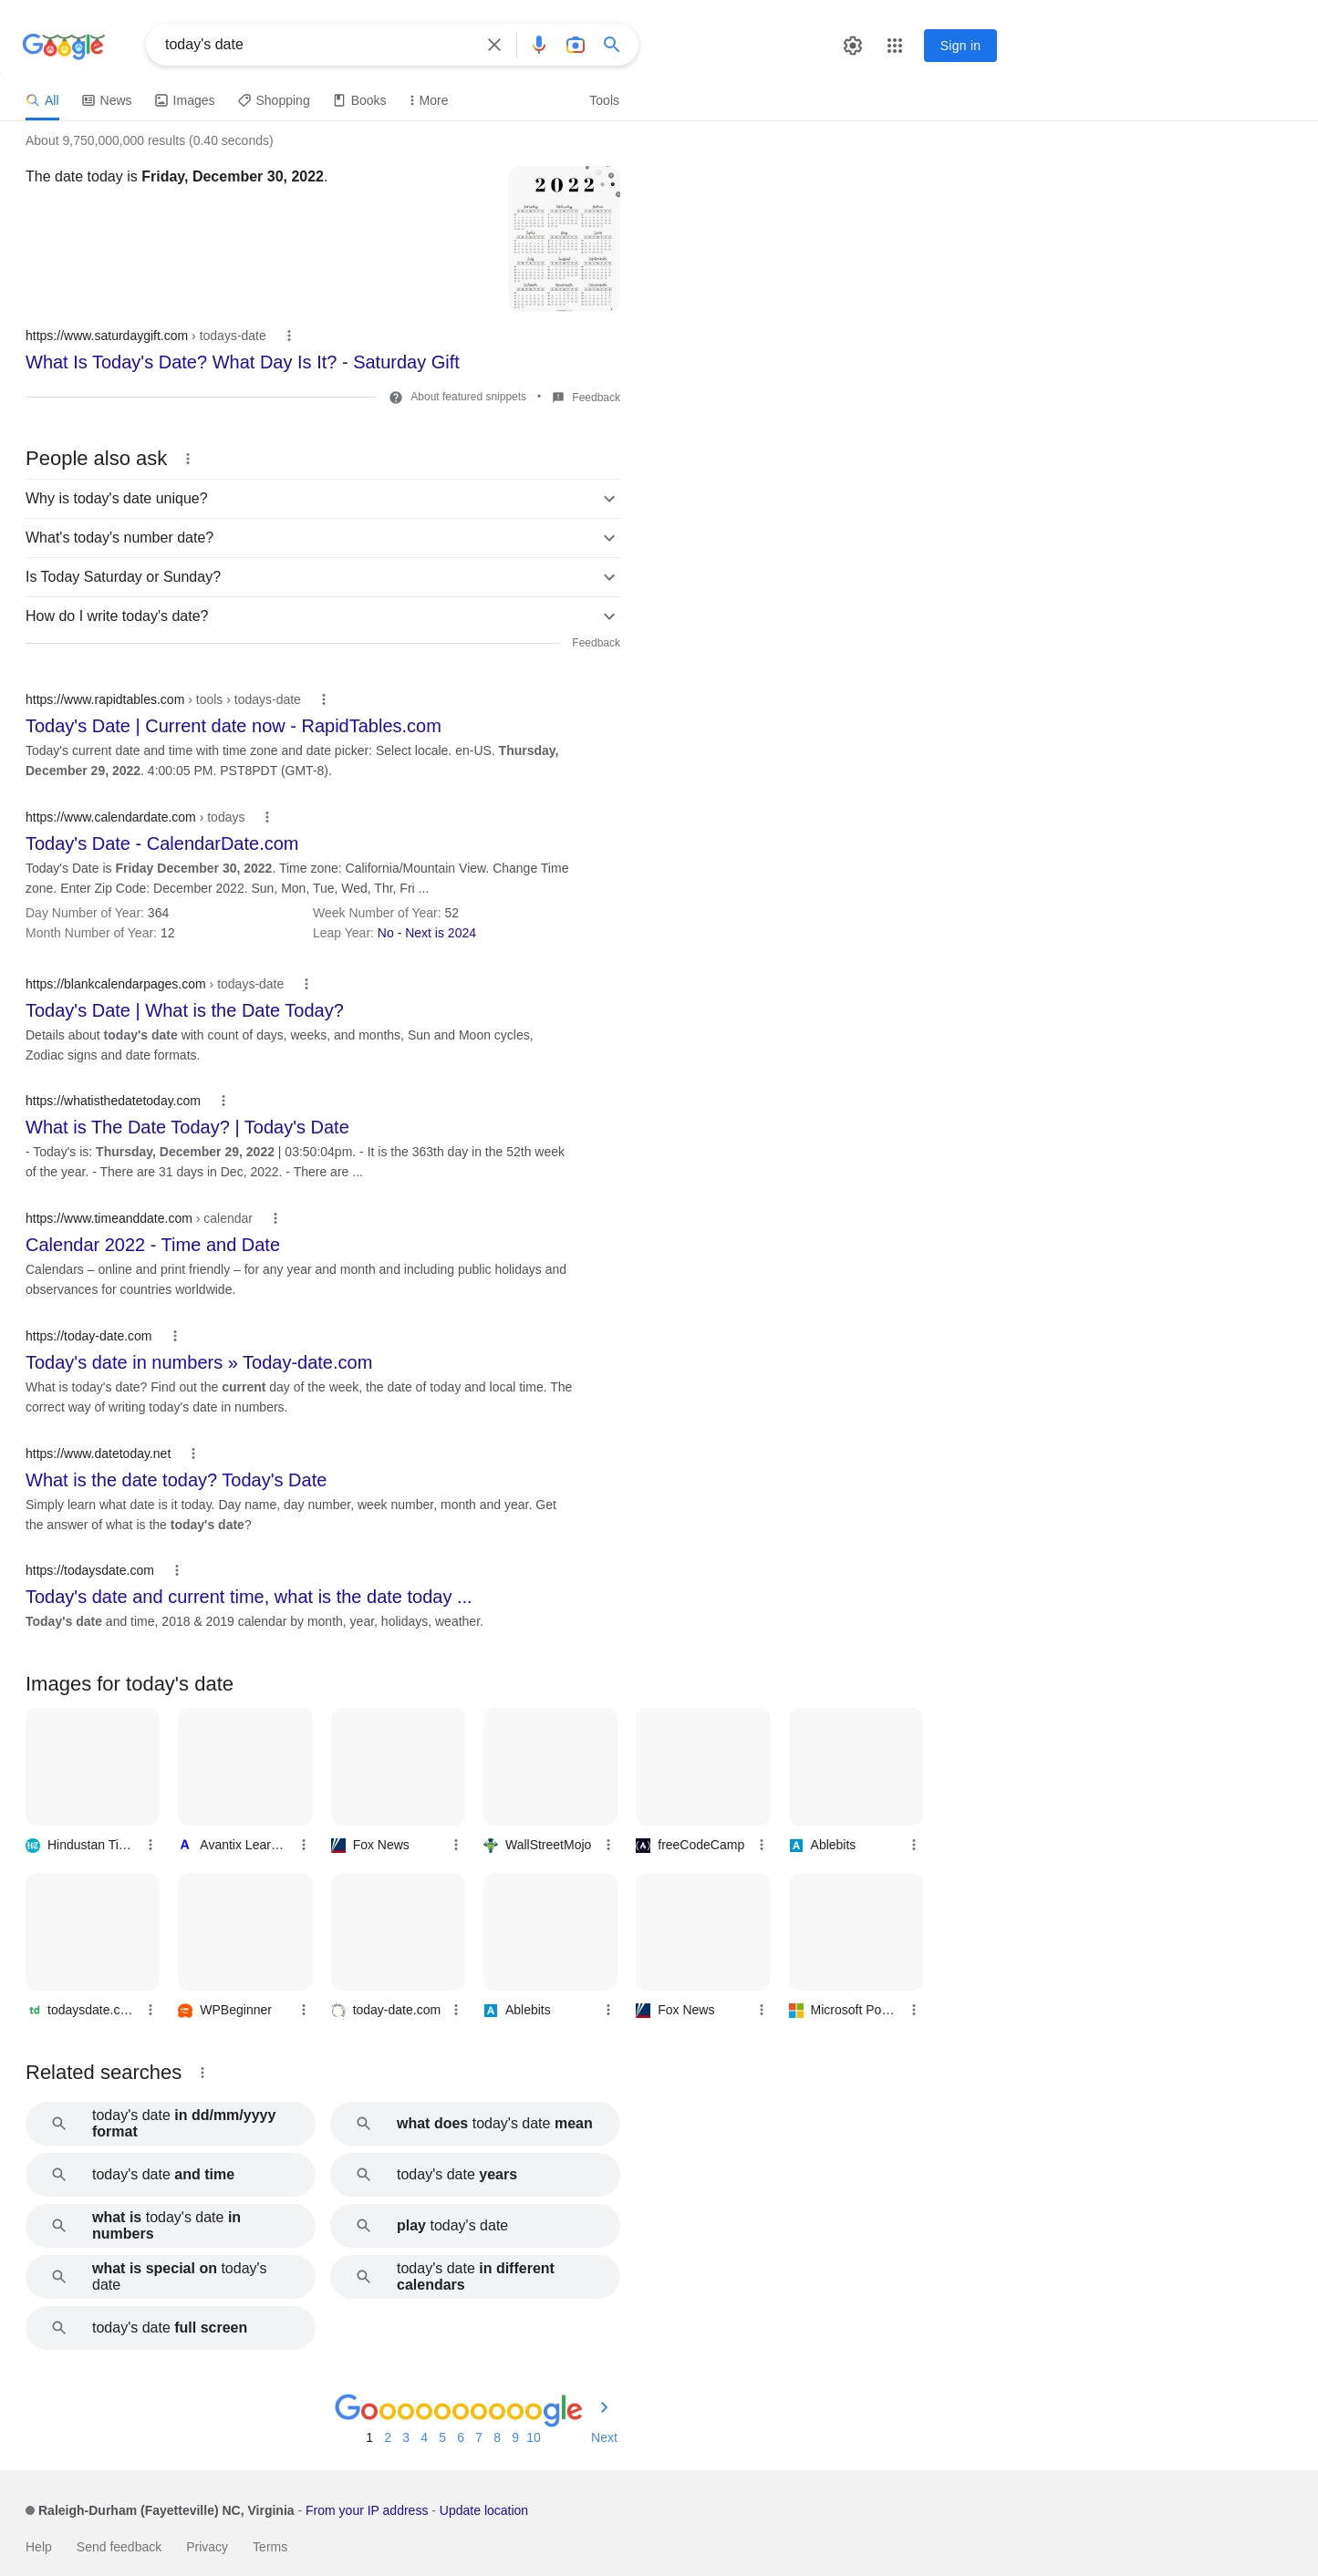 Google
today's date
Sign in
All News Images Shopping Books More Tools
About 9,750,000,000 results (0.40 seconds)
The date today is Friday, December 30, 2022.
2022
https://www.saturdaygift.com › todays-date
What Is Today's Date? What Day Is It? - Saturday Gift
About featured snippets • Feedback
People also ask
Why is today's date unique?
What's today's number date?
Is Today Saturday or Sunday?
How do I write today's date?
Feedback
https://www.rapidtables.com › tools › todays-date
Today's Date | Current date now - RapidTables.com
Today's current date and time with time zone and date picker: Select locale. en-US. Thursday,
December 29, 2022. 4:00:05 PM. PST8PDT (GMT-8).
https://www.calendardate.com › todays
Today's Date - CalendarDate.com
Today's Date is Friday December 30, 2022. Time zone: California/Mountain View. Change Time
zone. Enter Zip Code: December 2022. Sun, Mon, Tue, Wed, Thr, Fri ...
Day Number of Year: 364 Week Number of Year: 52
Month Number of Year: 12 Leap Year: No - Next is 2024
https://blankcalendarpages.com › todays-date
Today's Date | What is the Date Today?
Details about today's date with count of days, weeks, and months, Sun and Moon cycles,
Zodiac signs and date formats.
https://whatisthedatetoday.com
What is The Date Today? | Today's Date
- Today's is: Thursday, December 29, 2022 | 03:50:04pm. - It is the 363th day in the 52th week
of the year. - There are 31 days in Dec, 2022. - There are ...
https://www.timeanddate.com › calendar
Calendar 2022 - Time and Date
Calendars – online and print friendly – for any year and month and including public holidays and
observances for countries worldwide.
https://today-date.com
Today's date in numbers » Today-date.com
What is today's date? Find out the current day of the week, the date of today and local time. The
correct way of writing today's date in numbers.
https://www.datetoday.net
What is the date today? Today's Date
Simply learn what date is it today. Day name, day number, week number, month and year. Get
the answer of what is the today's date?
https://todaysdate.com
Today's date and current time, what is the date today ...
Today's date and time, 2018 & 2019 calendar by month, year, holidays, weather.
Images for today's date
Hindustan Ti... Avantix Lear... Fox News WallStreetMojo freeCodeCamp Ablebits
todaysdate.c... WPBeginner today-date.com Ablebits Fox News Microsoft Po...
Related searches
today's date in dd/mm/yyyy
format
what does today's date mean
today's date and time
today's date years
what is today's date in
numbers
play today's date
what is special on today's
date
today's date in different
calendars
today's date full screen
Goooooooooogle
1 2 3 4 5 6 7 8 9 10 Next
Raleigh-Durham (Fayetteville) NC, Virginia - From your IP address - Update location
Help Send feedback Privacy Terms